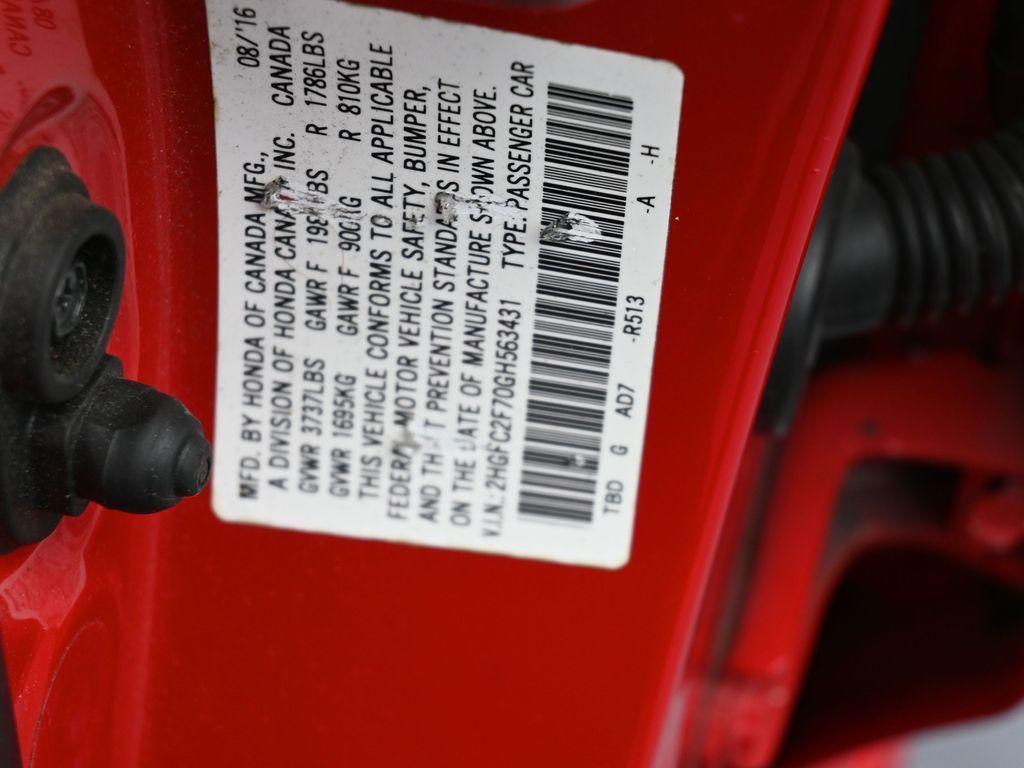 MFD. BY HONDA OF CANADA MFG., 08/'16
A DIVISION OF HONDA CANADA INC. CANADA
GVWR 3737LBS GAWR F 1984LBS R 1786LBS
GVWR 1695KG GAWR F 900KG R 810KG
THIS VEHICLE CONFORMS TO ALL APPLICABLE
FEDERAL MOTOR VEHICLE SAFETY, BUMPER,
AND THEFT PREVENTION STANDARDS IN EFFECT
ON THE DATE OF MANUFACTURE SHOWN ABOVE.
V.I.N.: 2HGFC2F70GH563431 TYPE: PASSENGER CAR
TBD G AD7 -R513 -A -H